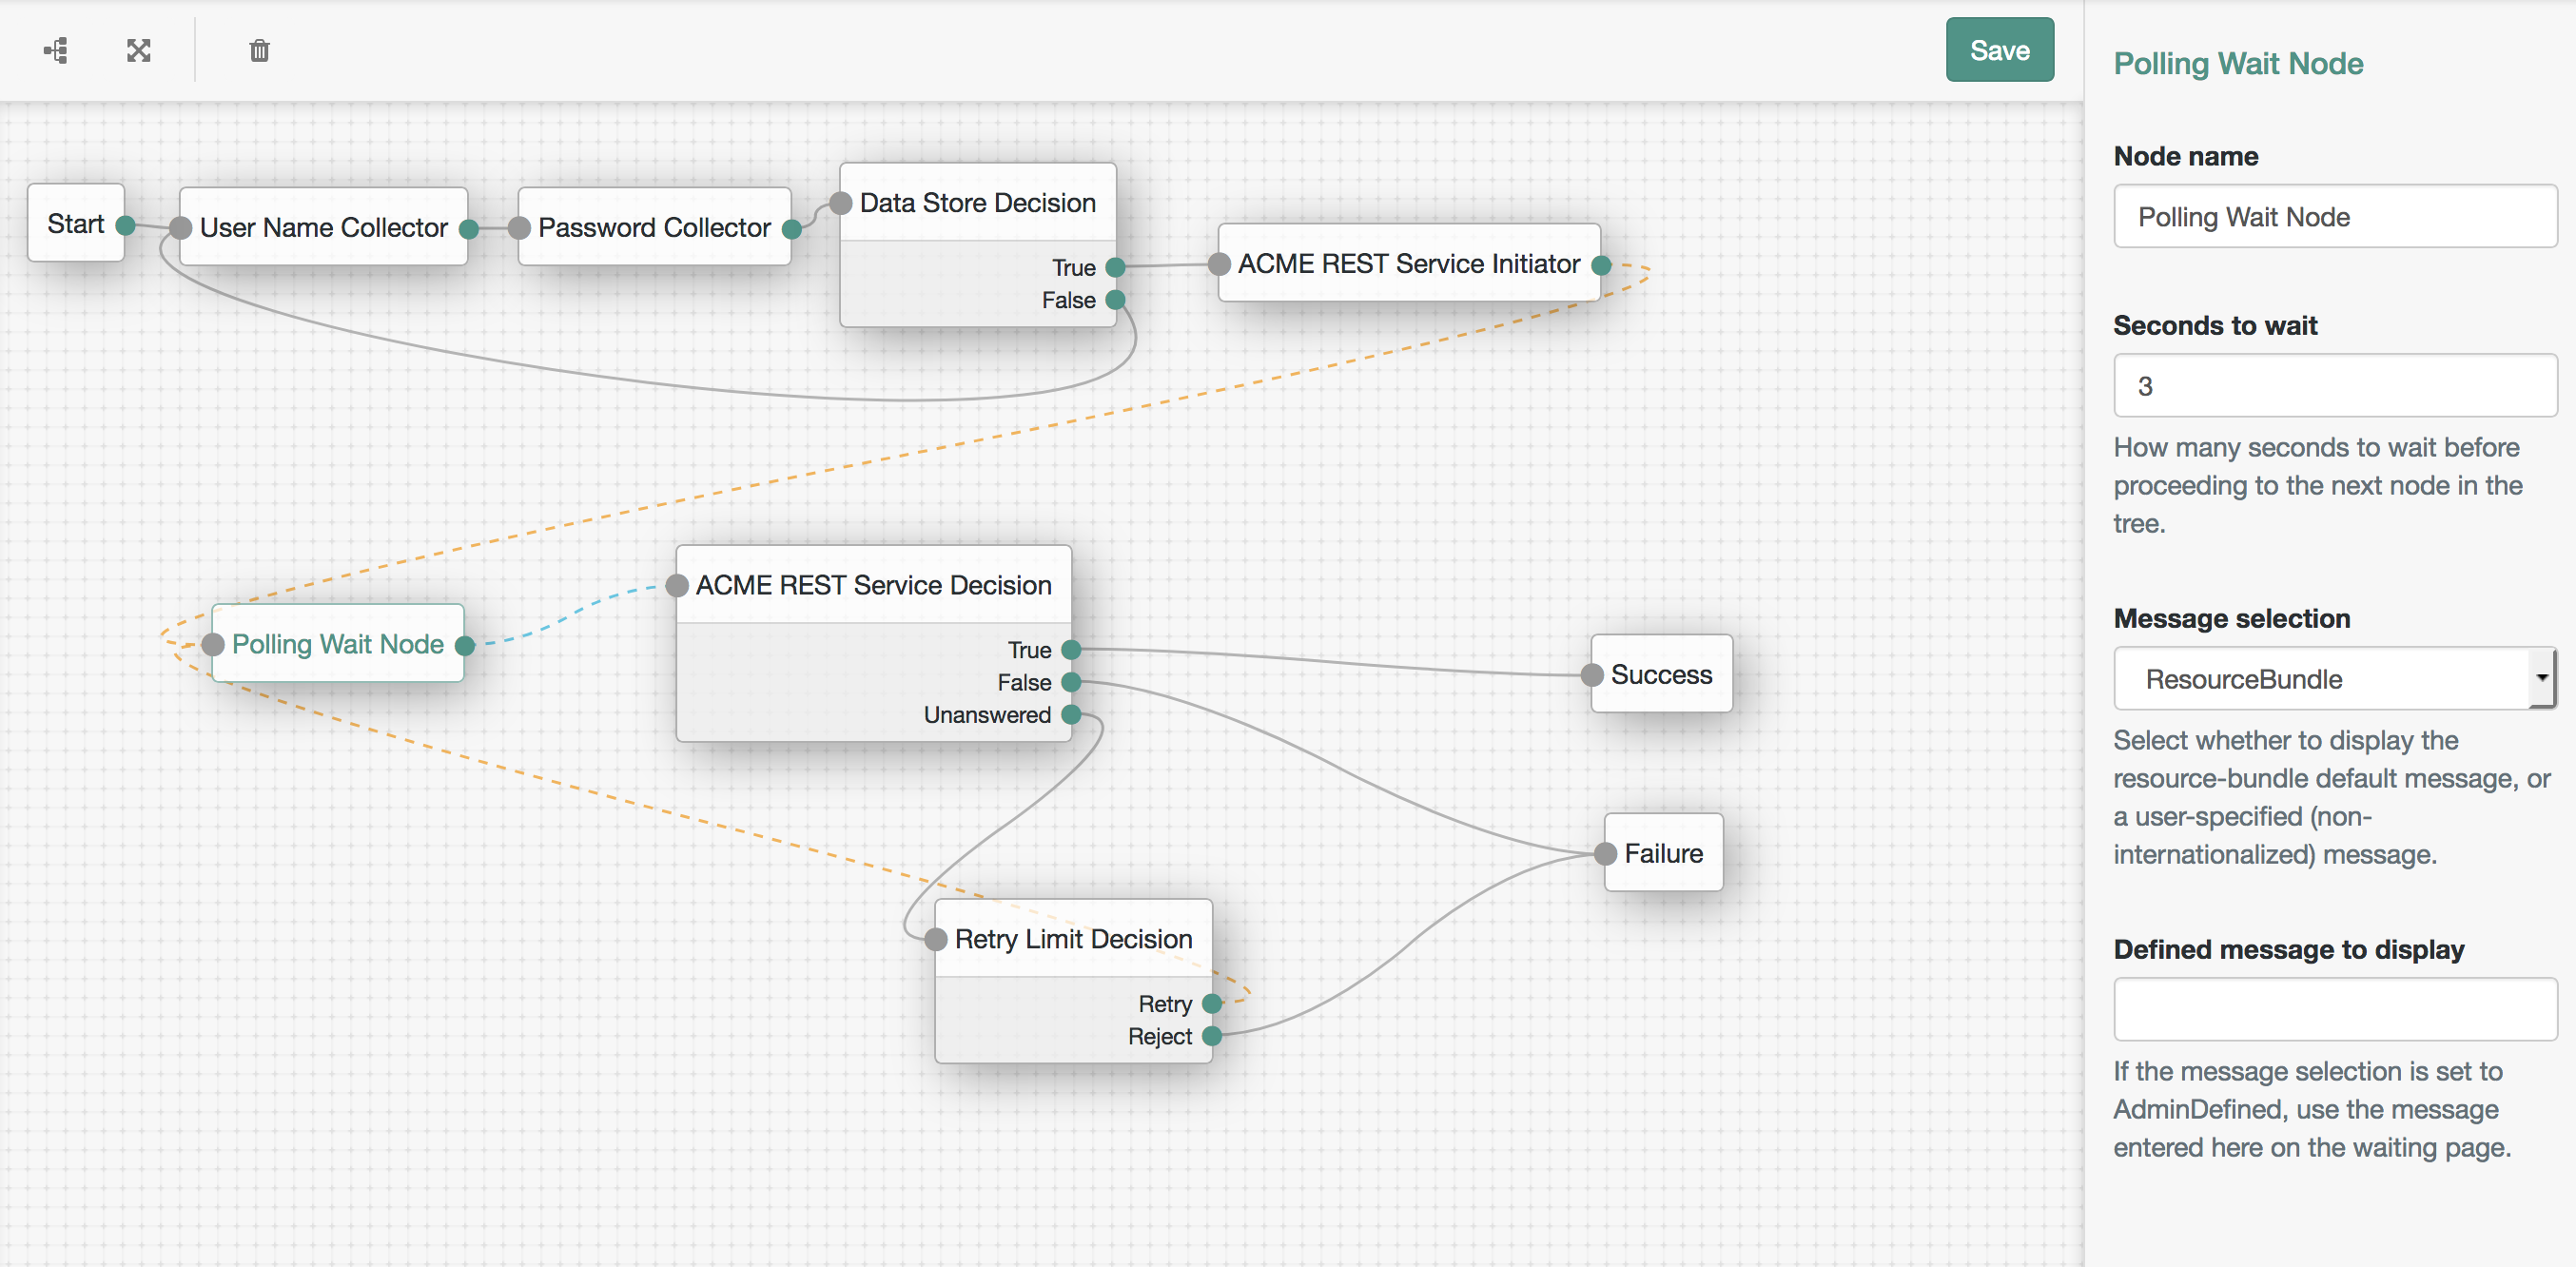 Save
Start
User Name Collector
Password Collector
Data Store Decision
True
False
ACME REST Service Initiator
Polling Wait Node
ACME REST Service Decision
True
False
Unanswered
Success
Failure
Retry Limit Decision
Retry
Reject
Polling Wait Node
Node name
Polling Wait Node
Seconds to wait
3
How many seconds to wait before
proceeding to the next node in the
tree.
Message selection
ResourceBundle
Select whether to display the
resource-bundle default message, or
a user-specified (non-
internationalized) message.
Defined message to display
If the message selection is set to
AdminDefined, use the message
entered here on the waiting page.